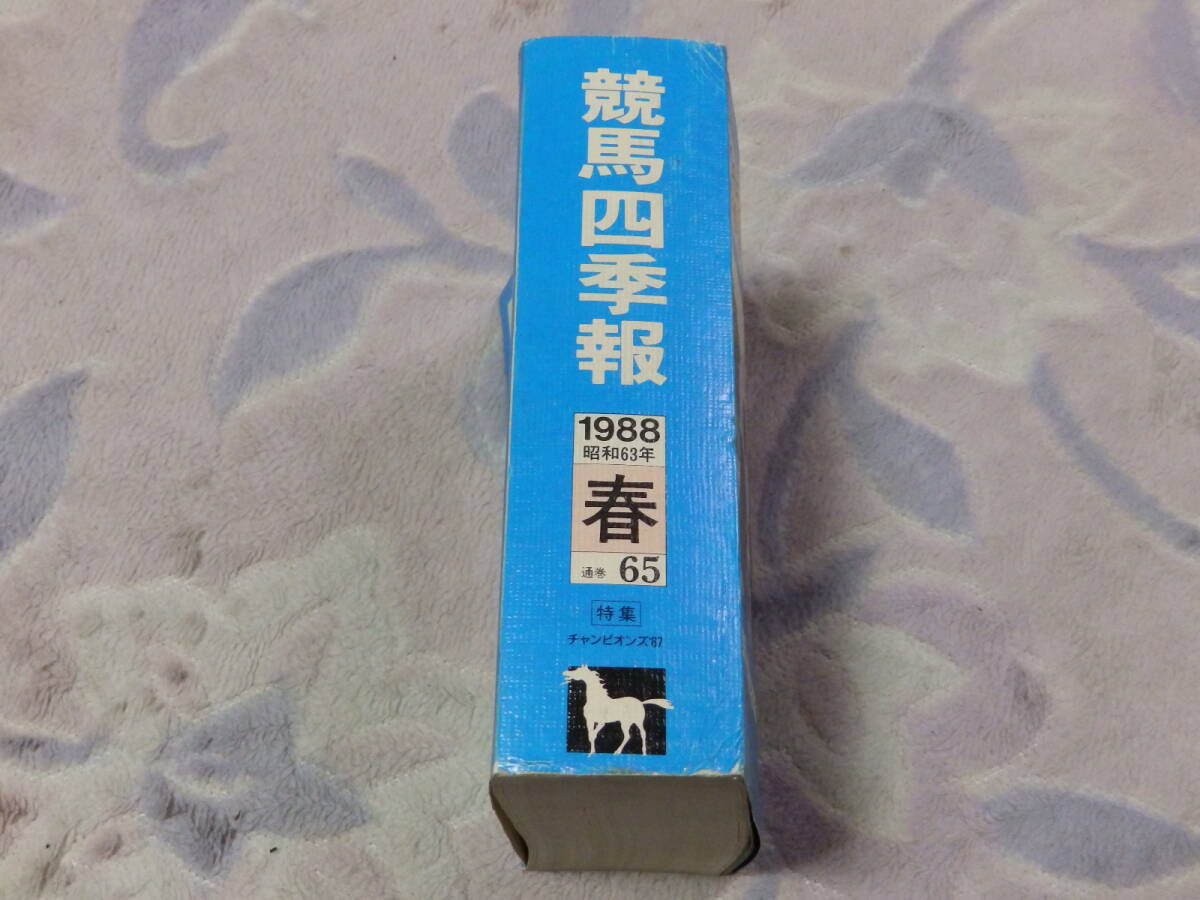 競馬四季報
1988
昭和63年
春
通巻 65
特集
チャンピオンズ'87